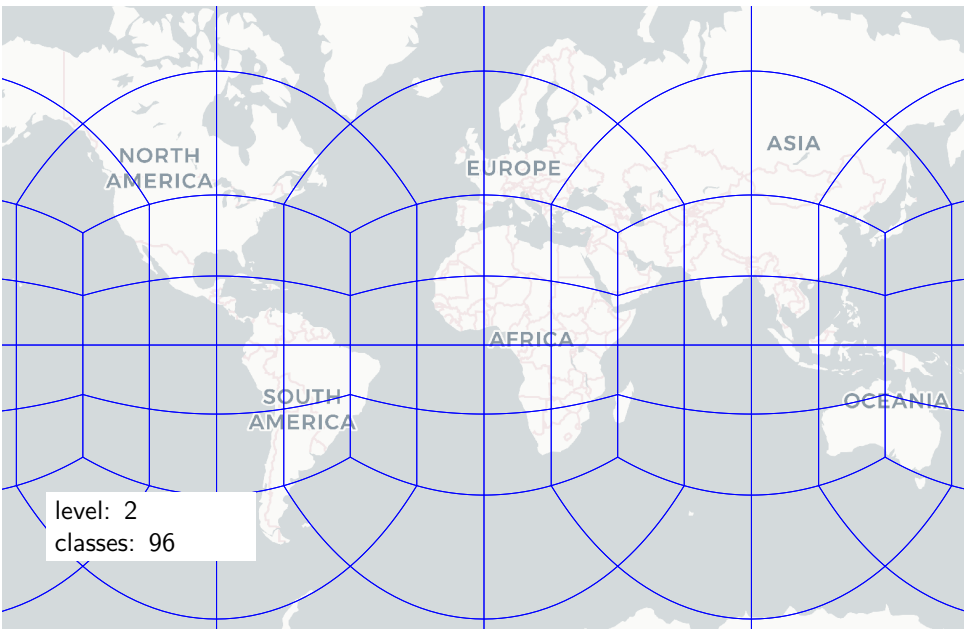 ASIA
NORTH
AMERICA
EUROPE
AFRICA
SOUTH
AMERICA
OCEANIA
level: 2
classes: 96